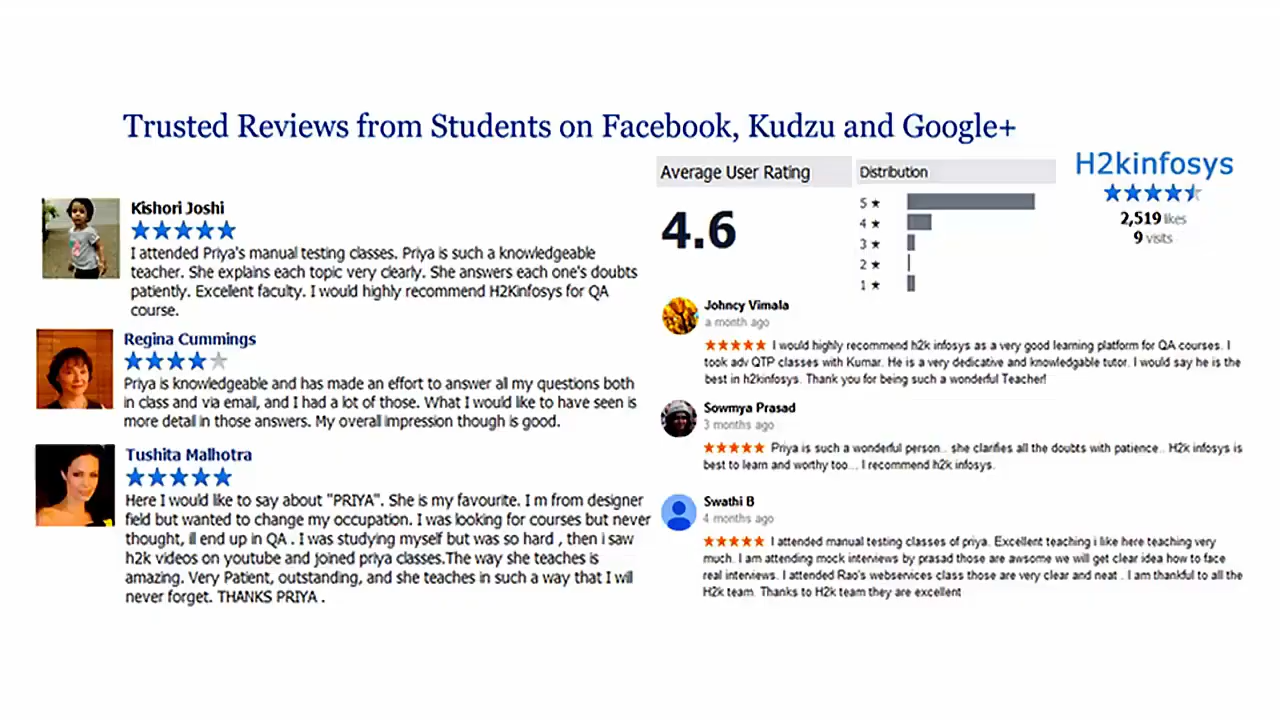 Trusted Reviews from Students on Facebook, Kudzu and Google+
Kishori Joshi
I attended Priya's manual testing classes. Priya is such a knowledgeable
teacher. She explains each topic very clearly. She answers each one's doubts
patiently. Excellent faculty. I would highly recommend H2Kinfosys for QA
course.
Regina Cummings
Priya is knowledgeable and has made an effort to answer all my questions both
in class and via email, and I had a lot of those. What I would like to have seen is
more detail in those answers. My overall impression though is good.
Tushita Malhotra
Here I would like to say about "PRIYA". She is my favourite. I m from designer
field but wanted to change my occupation. I was looking for courses but never
thought, ill end up in QA . I was studying myself but was so hard , then i saw
h2k videos on youtube and joined priya classes.The way she teaches is
amazing. Very Patient, outstanding, and she teaches in such a way that I will
never forget. THANKS PRIYA .
Average User Rating
4.6
Distribution
5 ★
4 ★
3 ★
2 ★
1 ★
H2kinfosys
2,519 likes
9 visits
Johncy Vimala
a month ago
★★★★★ I would highly recommend h2k infosys as a very good learning platform for QA courses. I
took adv QTP classes with Kumar. He is a very dedicative and knowledgable tutor. I would say he is the
best in h2kinfosys. Thank you for being such a wonderful Teacher!
Sowmya Prasad
3 months ago
★★★★★ Priya is such a wonderful person.. she clarifies all the doubts with patience.. H2k infosys is
best to learn and worthy too... I recommend h2k infosys.
Swathi B
4 months ago
★★★★★ I attended manual testing classes of priya. Excellent teaching i like here teaching very
much. I am attending mock interviews by prasad those are awsome we will get clear idea how to face
real interviews. I attended Rao's webservices class those are very clear and neat . I am thankful to all the
H2k team. Thanks to H2k team they are excellent